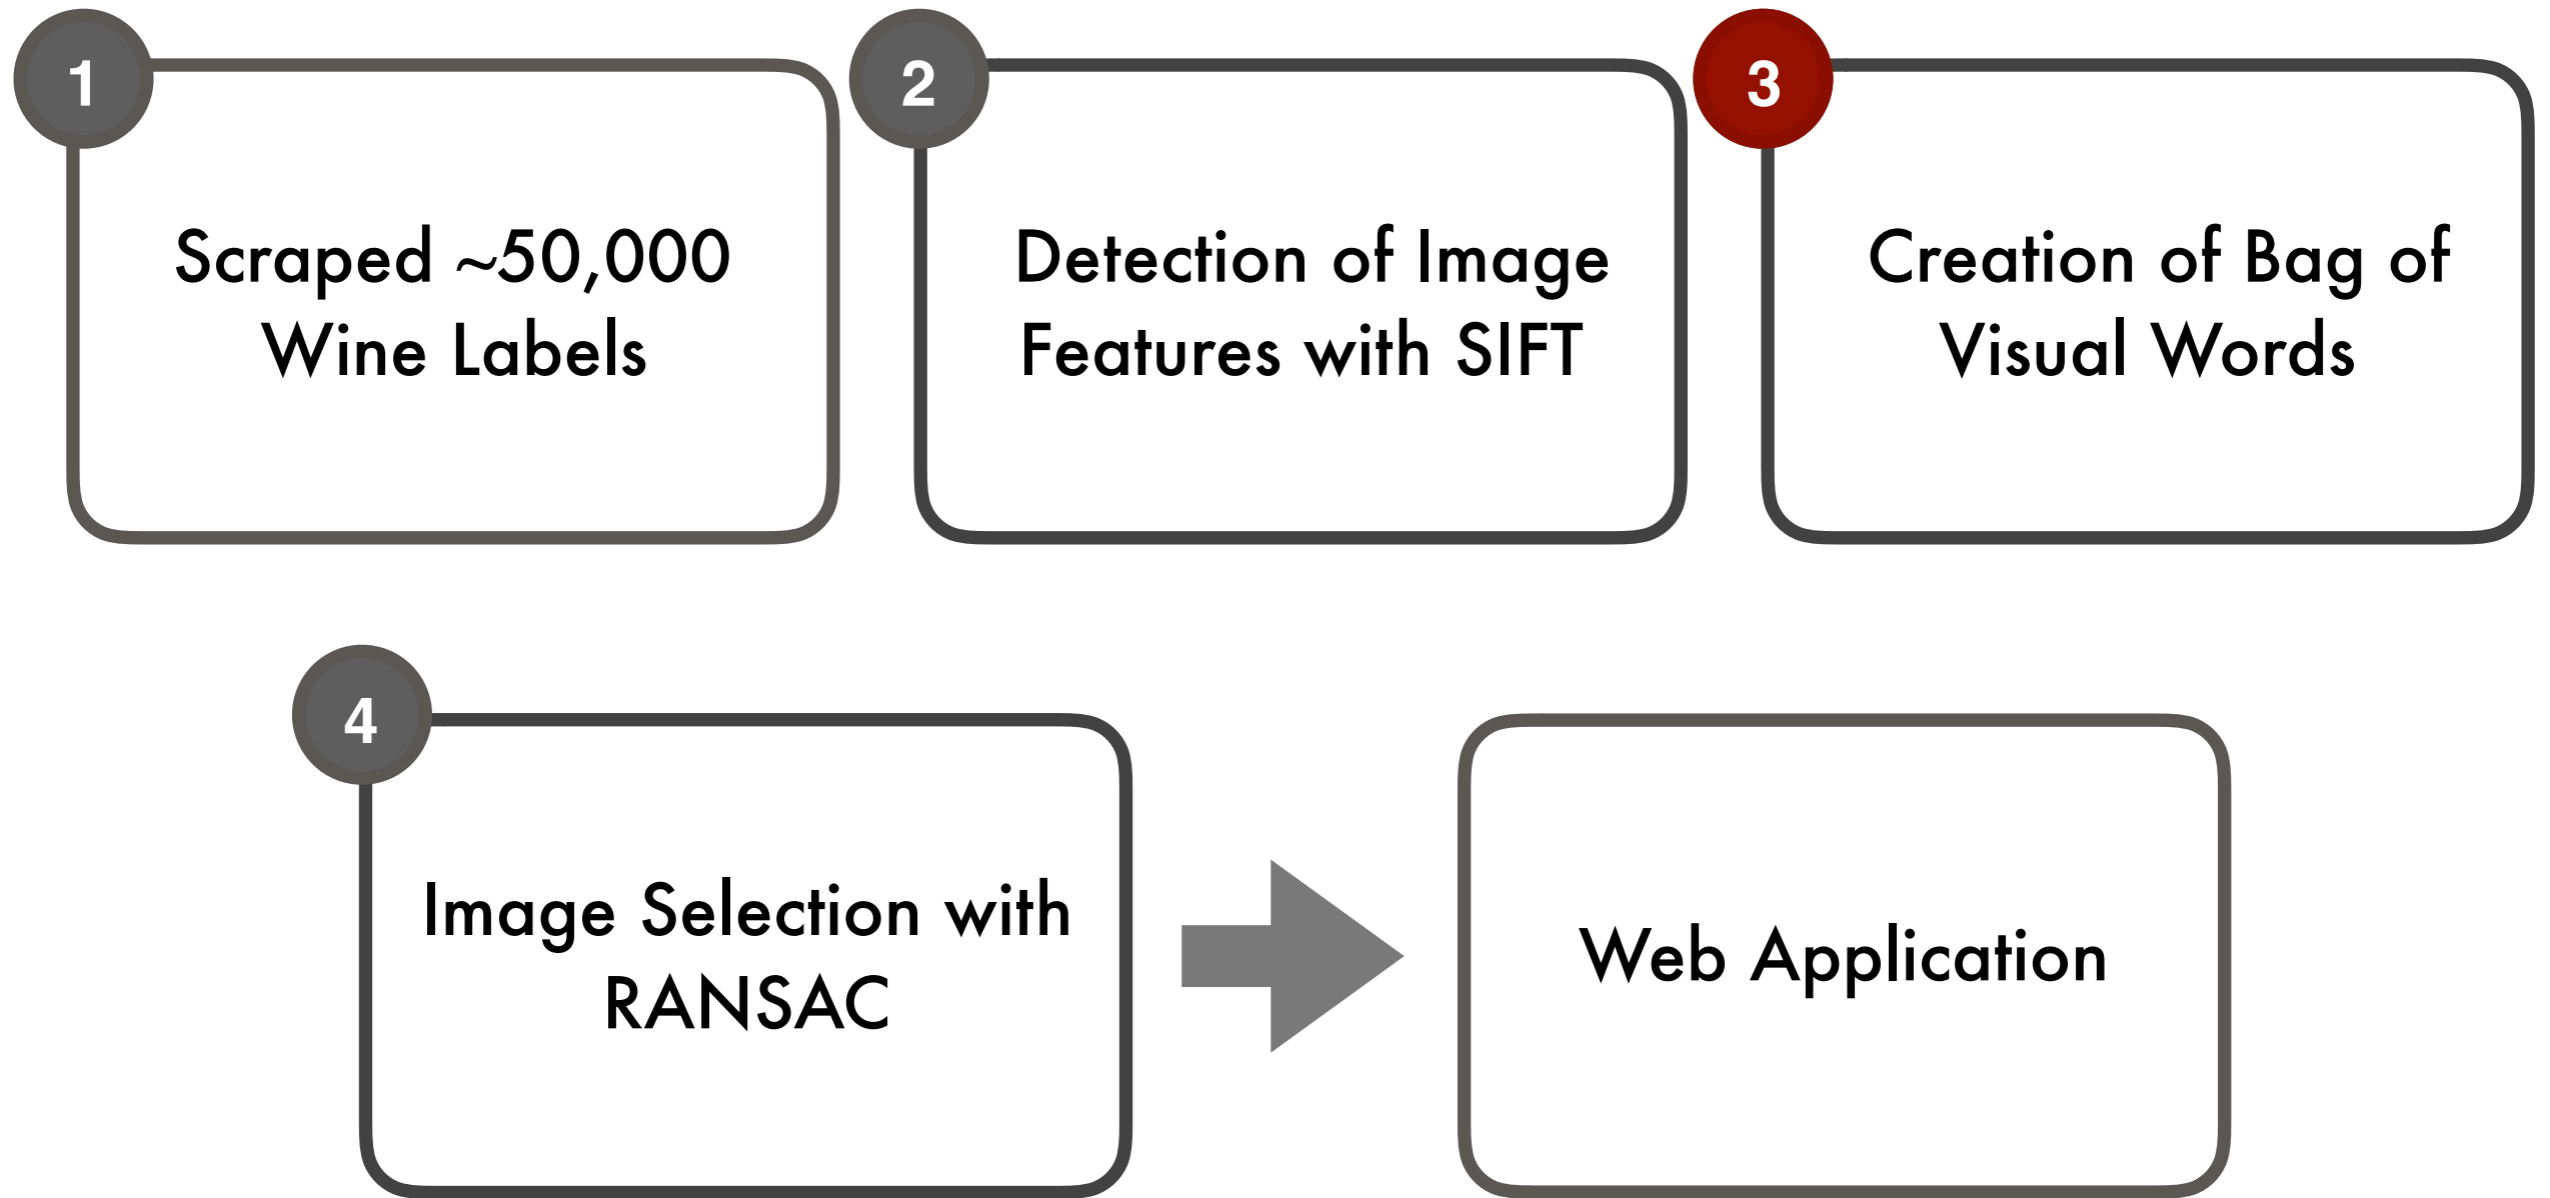 1
Scraped ~50,000
Wine Labels
2
Detection of Image
Features with SIFT
3
Creation of Bag of
Visual Words
4
Image Selection with
RANSAC
Web Application